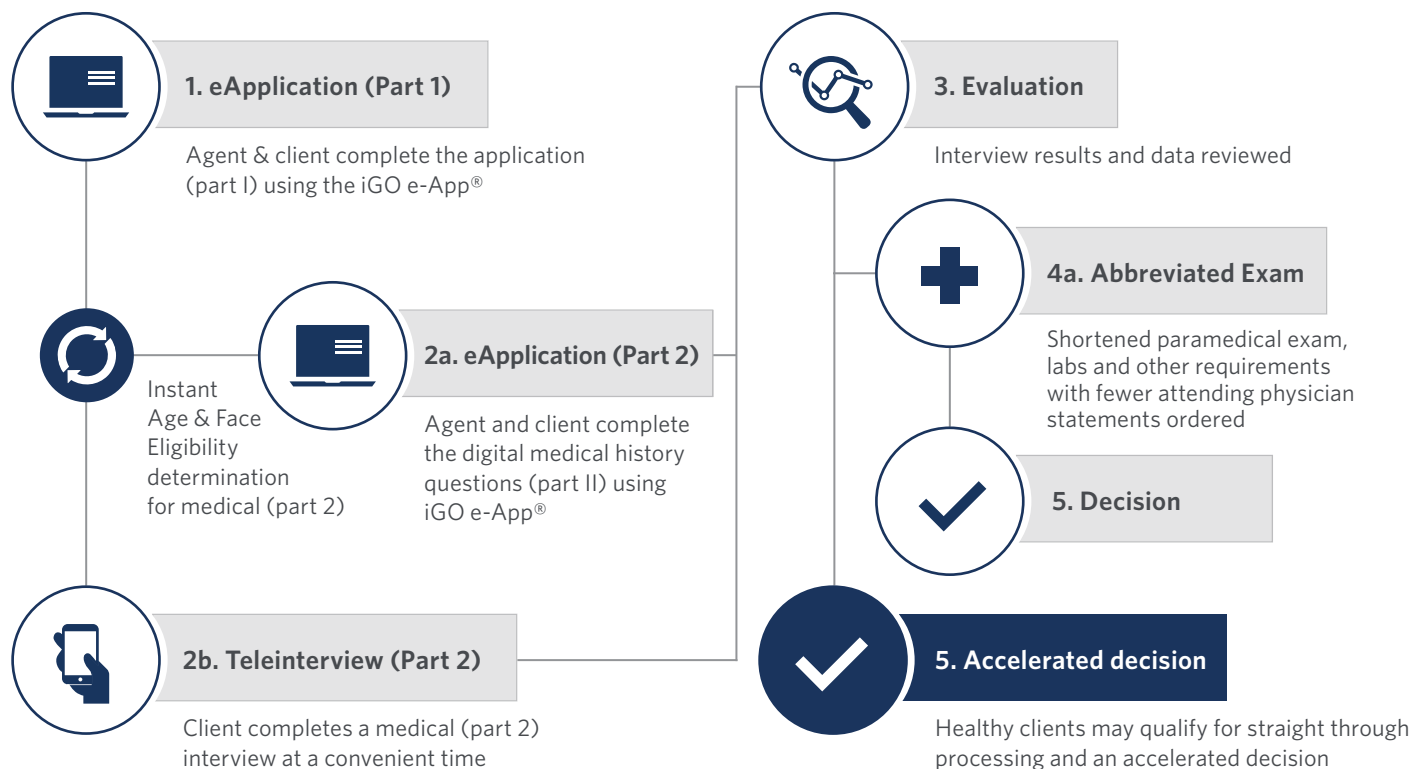 1. eApplication (Part 1)
Agent & client complete the application
(part I) using the iGO e-App®
Instant
Age & Face
Eligibility
determination
for medical (part 2)
2a. eApplication (Part 2)
Agent and client complete
the digital medical history
questions (part II) using
iGO e-App®
2b. Teleinterview (Part 2)
Client completes a medical (part 2)
interview at a convenient time
3. Evaluation
Interview results and data reviewed
4a. Abbreviated Exam
Shortened paramedical exam,
labs and other requirements
with fewer attending physician
statements ordered
5. Decision
5. Accelerated decision
Healthy clients may qualify for straight through
processing and an accelerated decision